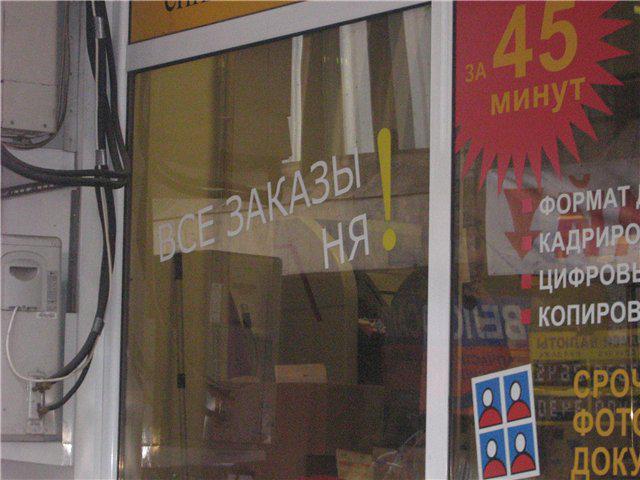 ЗА 45
МИНУТ
ВСЕ ЗАКАЗЫ
НЯ!
ФОРМАТ
КАДРИРО
ЦИФРОВЫ
КОПИРОВ
СРОЧ
ФОТО
ДОКУ